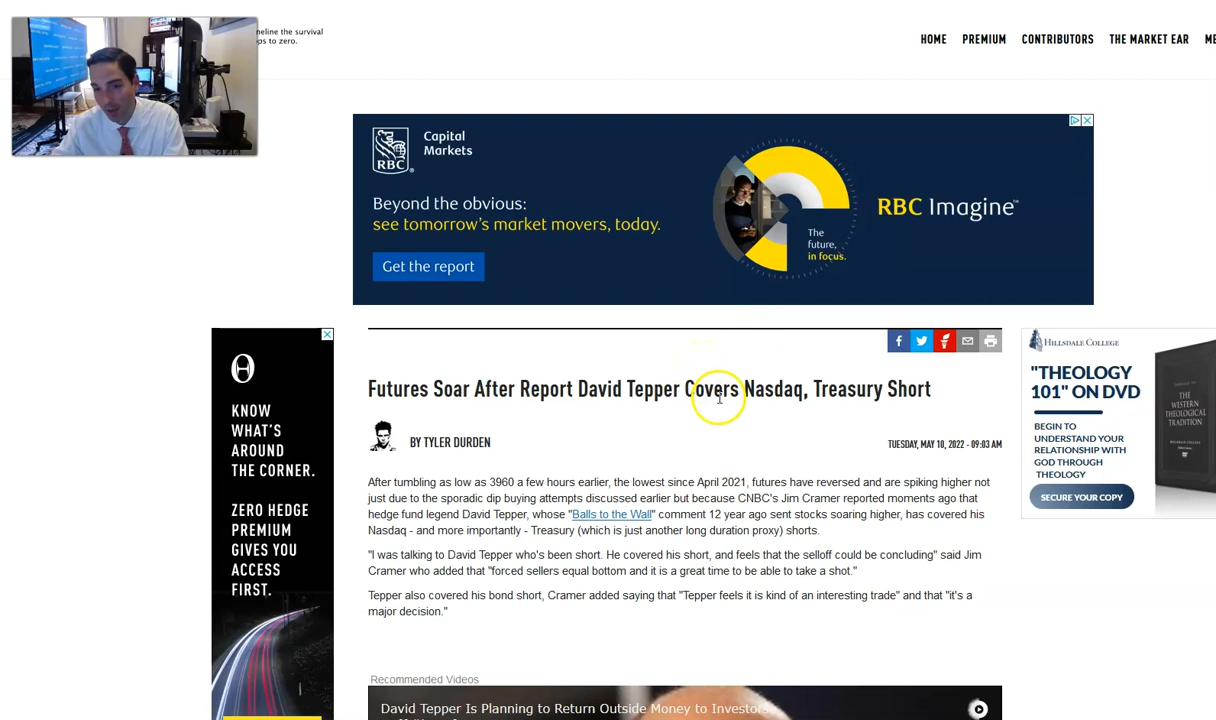 neline the survival
ops to zero.
HOME PREMIUM CONTRIBUTORS THE MARKET EAR ME
Capital
Markets
RBC
Beyond the obvious:
see tomorrow's market movers, today.
Get the report
The
future,
in focus.
RBC Imagine™
KNOW
WHAT'S
AROUND
THE CORNER.
ZERO HEDGE
PREMIUM
GIVES YOU
ACCESS
FIRST.
Futures Soar After Report David Tepper Covers Nasdaq, Treasury Short
BY TYLER DURDEN
TUESDAY, MAY 10, 2022 - 09:03 AM
After tumbling as low as 3960 a few hours earlier, the lowest since April 2021, futures have reversed and are spiking higher not
just due to the sporadic dip buying attempts discussed earlier but because CNBC's Jim Cramer reported moments ago that
hedge fund legend David Tepper, whose "Balls to the Wall" comment 12 year ago sent stocks soaring higher, has covered his
Nasdaq - and more importantly - Treasury (which is just another long duration proxy) shorts.
"I was talking to David Tepper who's been short. He covered his short, and feels that the selloff could be concluding" said Jim
Cramer who added that "forced sellers equal bottom and it is a great time to be able to take a shot."
Tepper also covered his bond short, Cramer added saying that "Tepper feels it is kind of an interesting trade" and that "it's a
major decision."
Recommended Videos
David Tepper Is Planning to Return Outside Money to Investors
HILLSDALE COLLEGE
"THEOLOGY
101" ON DVD
BEGIN TO
UNDERSTAND YOUR
RELATIONSHIP WITH
GOD THROUGH
THEOLOGY
SECURE YOUR COPY
THE
WESTERN
THEOLOGICAL
TRADITION